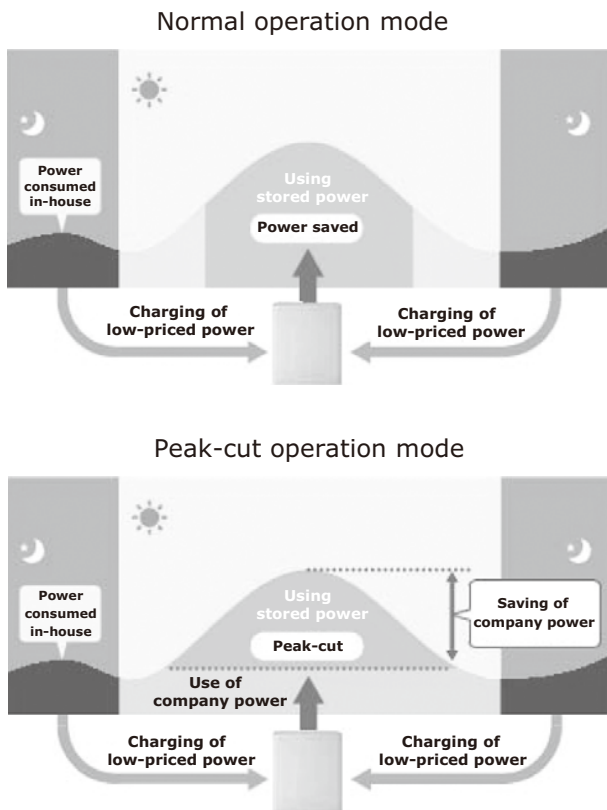 Normal operation mode
Power
consumed
in-house
Using
stored power
Power saved
Charging of
low-priced power
Charging of
low-priced power
Peak-cut operation mode
Power
consumed
in-house
Using
stored power
Peak-cut
Saving of
company power
Use of
company power
Charging of
low-priced power
Charging of
low-priced power